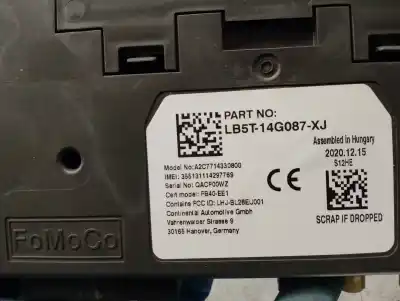 PART NO:
LB5T-14G087-XJ
Assembled in Hungary
2020.12.15
S12HE
Model No: A2C7714330800
IMEI: 355131114297769
Serial No: QACF00WZ
Cert model: FB40-EE1
Contains FCC ID: LHJ-BL28EU001
Continental Automotive GmbH
Vahrenwalder Strasse 9
30165 Hanover, Germany
CE
SCRAP IF DROPPED
FoMoCo